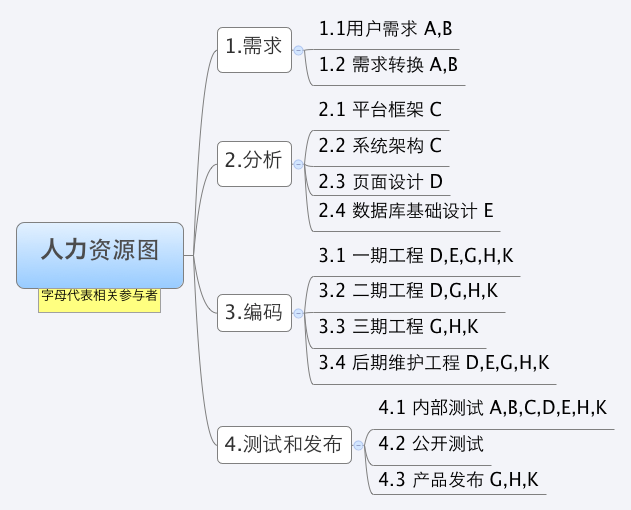 人力资源图
字母代表相关参与者
1.需求
1.1用户需求 A,B
1.2 需求转换 A,B
2.分析
2.1 平台框架 C
2.2 系统架构 C
2.3 页面设计 D
2.4 数据库基础设计 E
3.编码
3.1 一期工程 D,E,G,H,K
3.2 二期工程 D,G,H,K
3.3 三期工程 G,H,K
3.4 后期维护工程 D,E,G,H,K
4.测试和发布
4.1 内部测试 A,B,C,D,E,H,K
4.2 公开测试
4.3 产品发布 G,H,K